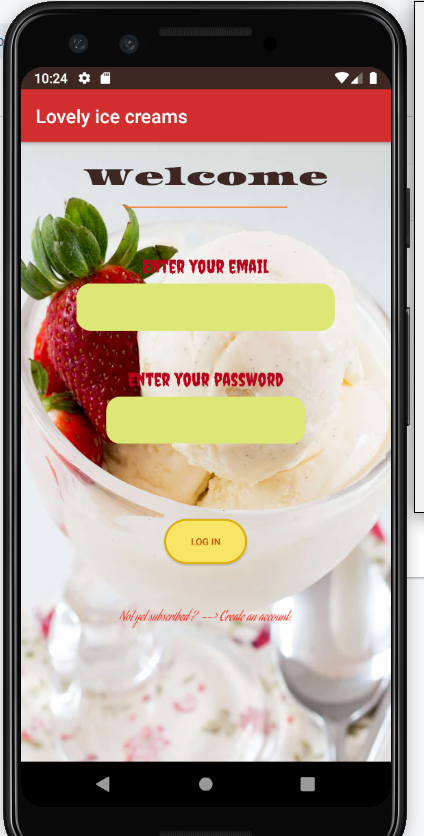 10:24
Lovely ice creams
Welcome
ENTER YOUR EMAIL
ENTER YOUR PASSWORD
LOG IN
Not yet subscribed? --> Create an account.